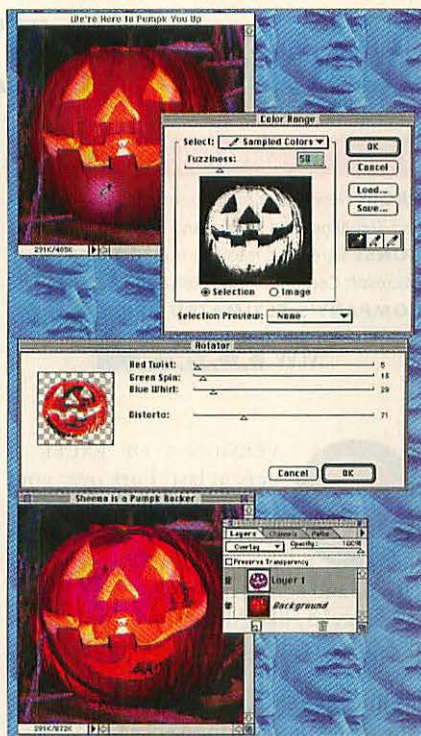 We're Here to Pumpk You Up
291K/405K
Color Range
Select: Sampled Colors
Fuzziness: 50
OK
Cancel
Load...
Save...
Selection Image
Selection Preview: None
Rotator
Red Twist: 5
Green Spin: 15
Blue Whirl: 29
Distorto: 71
Cancel OK
Sheena is a Pumpk Rocker
Layers Channels Paths
Overlay Opacity: 100%
Preserve Transparency
Layer 1
Background
291K/872K